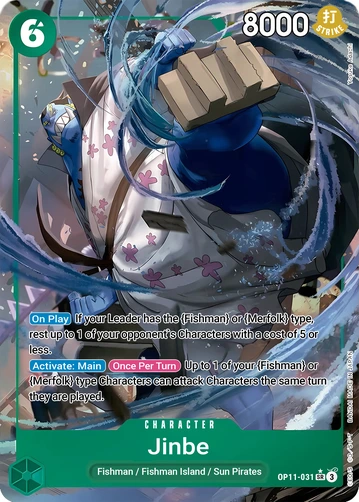 6
8000
打
STRIKE
On Play If your Leader has the {Fishman} or {Merfolk} type,
rest up to 1 of your opponent's Characters with a cost of 5 or
less.
Activate: Main Once Per Turn Up to 1 of your {Fishman} or
{Merfolk} type Characters can attack Characters the same turn
they are played.
CHARACTER
Jinbe
Fishman / Fishman Island / Sun Pirates
OP11-031 SR 3